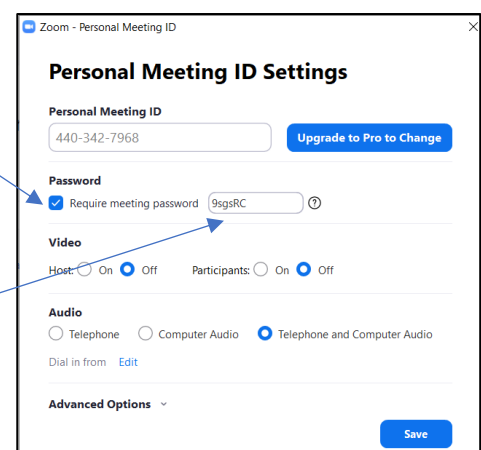 Zoom - Personal Meeting ID
Personal Meeting ID Settings
Personal Meeting ID
440-342-7968 Upgrade to Pro to Change
Password
Require meeting password 9sgsRC ?
Video
Host: On Off Participants: On Off
Audio
Telephone Computer Audio Telephone and Computer Audio
Dial in from Edit
Advanced Options
Save